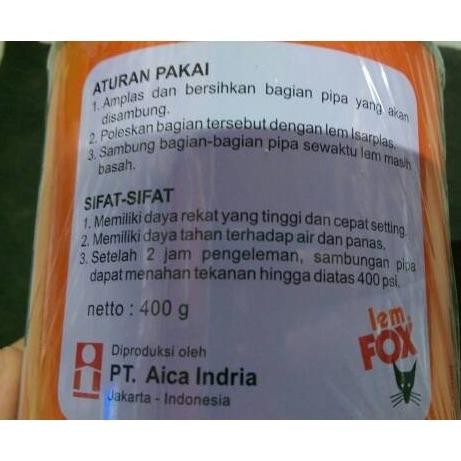 ATURAN PAKAI
1. Amplas dan bersihkan bagian pipa yang akan
disambung.
2. Poleskan bagian tersebut dengan lem Isarplas.
3. Sambung bagian-bagian pipa sewaktu lem masih
basah.
SIFAT-SIFAT
1. Memiliki daya rekat yang tinggi dan cepat setting.
2. Memiliki daya tahan terhadap air dan panas.
3. Setelah 2 jam pengeleman, sambungan pipa
dapat menahan tekanan hingga diatas 400 psi.
netto : 400 g
lem
FOX
Diproduksi oleh
PT. Aica Indria
Jakarta - Indonesia